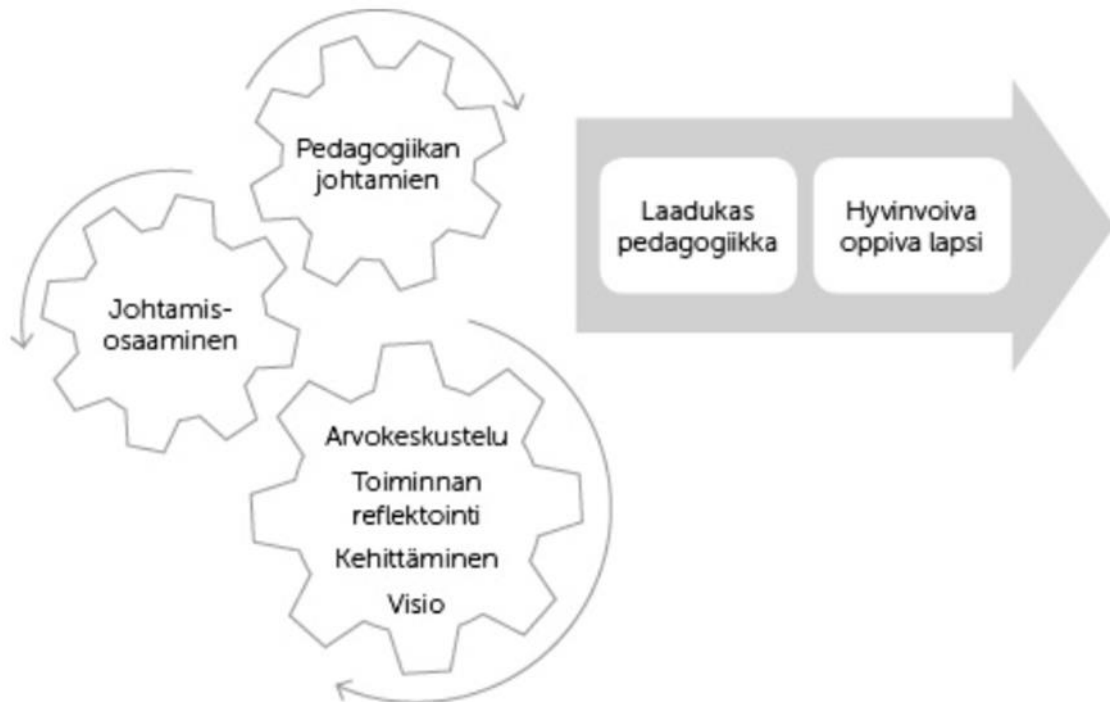 Pedagogiikan
johtamien
Johtamis-
osaaminen
Arvokeskustelu
Toiminnan
reflektointi
Kehittäminen
Visio
Laadukas
pedagogiikka
Hyvinvoiva
oppiva lapsi